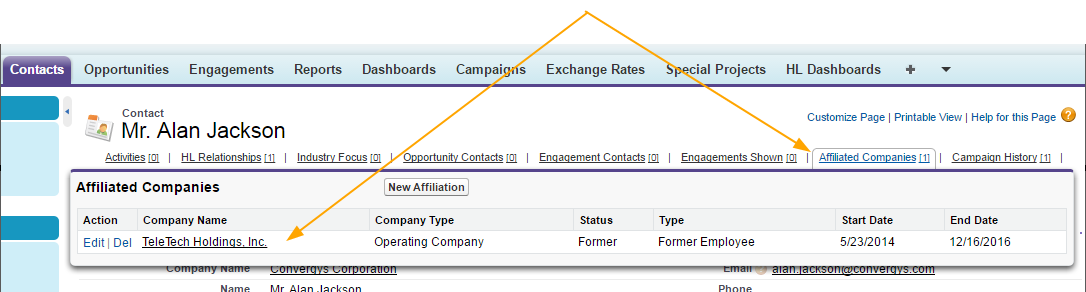 Contacts Opportunities Engagements Reports Dashboards Campaigns Exchange Rates Special Projects HL Dashboards +
Contact
Mr. Alan Jackson
Customize Page | Printable View | Help for this Page ?
Activities [0] | HL Relationships [1] | Industry Focus [0] | Opportunity Contacts [0] | Engagement Contacts [0] | Engagements Shown [0] | Affiliated Companies [1] | Campaign History [1] |
Affiliated Companies New Affiliation
Action Company Name Company Type Status Type Start Date End Date
Edit | Del TeleTech Holdings, Inc. Operating Company Former Former Employee 5/23/2014 12/16/2016
Company Name Convergys Corporation Email alan.jackson@convergys.com
Name Mr. Alan Jackson Phone